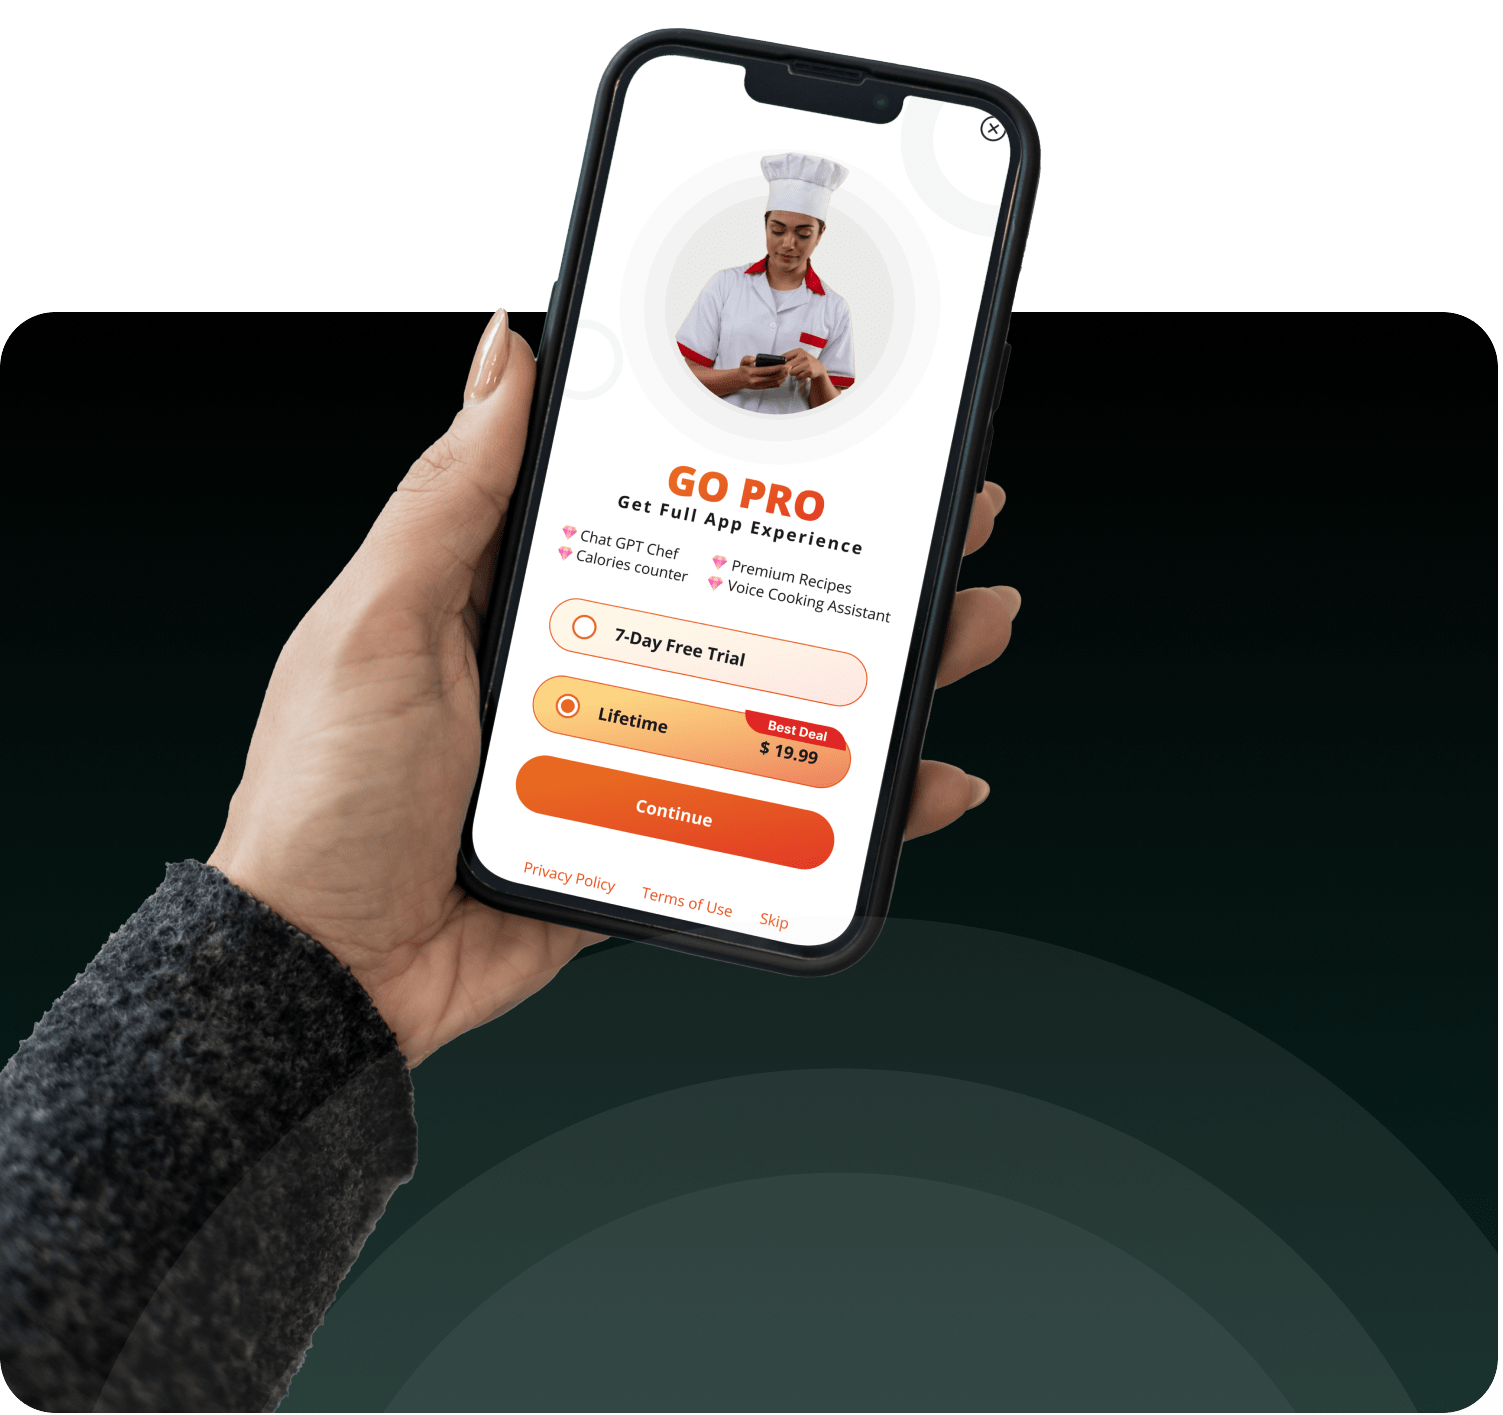 GO PRO
Get Full App Experience
Chat GPT Chef
Calories counter
Premium Recipes
Voice Cooking Assistant
7-Day Free Trial
Lifetime
Best Deal
$ 19.99
Continue
Privacy Policy
Terms of Use
Skip